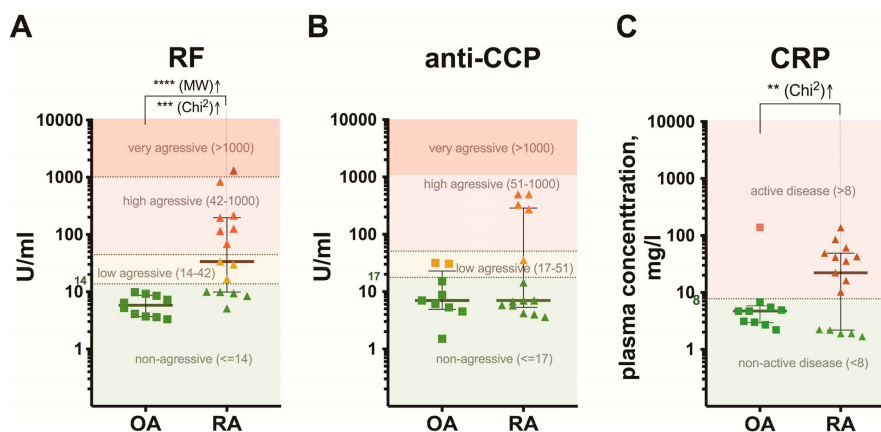 A
RF
**** (MW)↑
*** (Chi²)↑
U/ml
10000
1000
100
10
1
14
very agressive (>1000)
high agressive (42-1000)
low agressive (14-42)
non-agressive (<=14)
OA RA
B
anti-CCP
U/ml
10000
1000
100
10
1
17
very agressive (>1000)
high agressive (51-1000)
low agressive (17-51)
non-agressive (<=17)
OA RA
C
CRP
** (Chi²)↑
plasma concenttration,
mg/l
10000
1000
100
10
1
8
active disease (>8)
non-active disease (<8)
OA RA